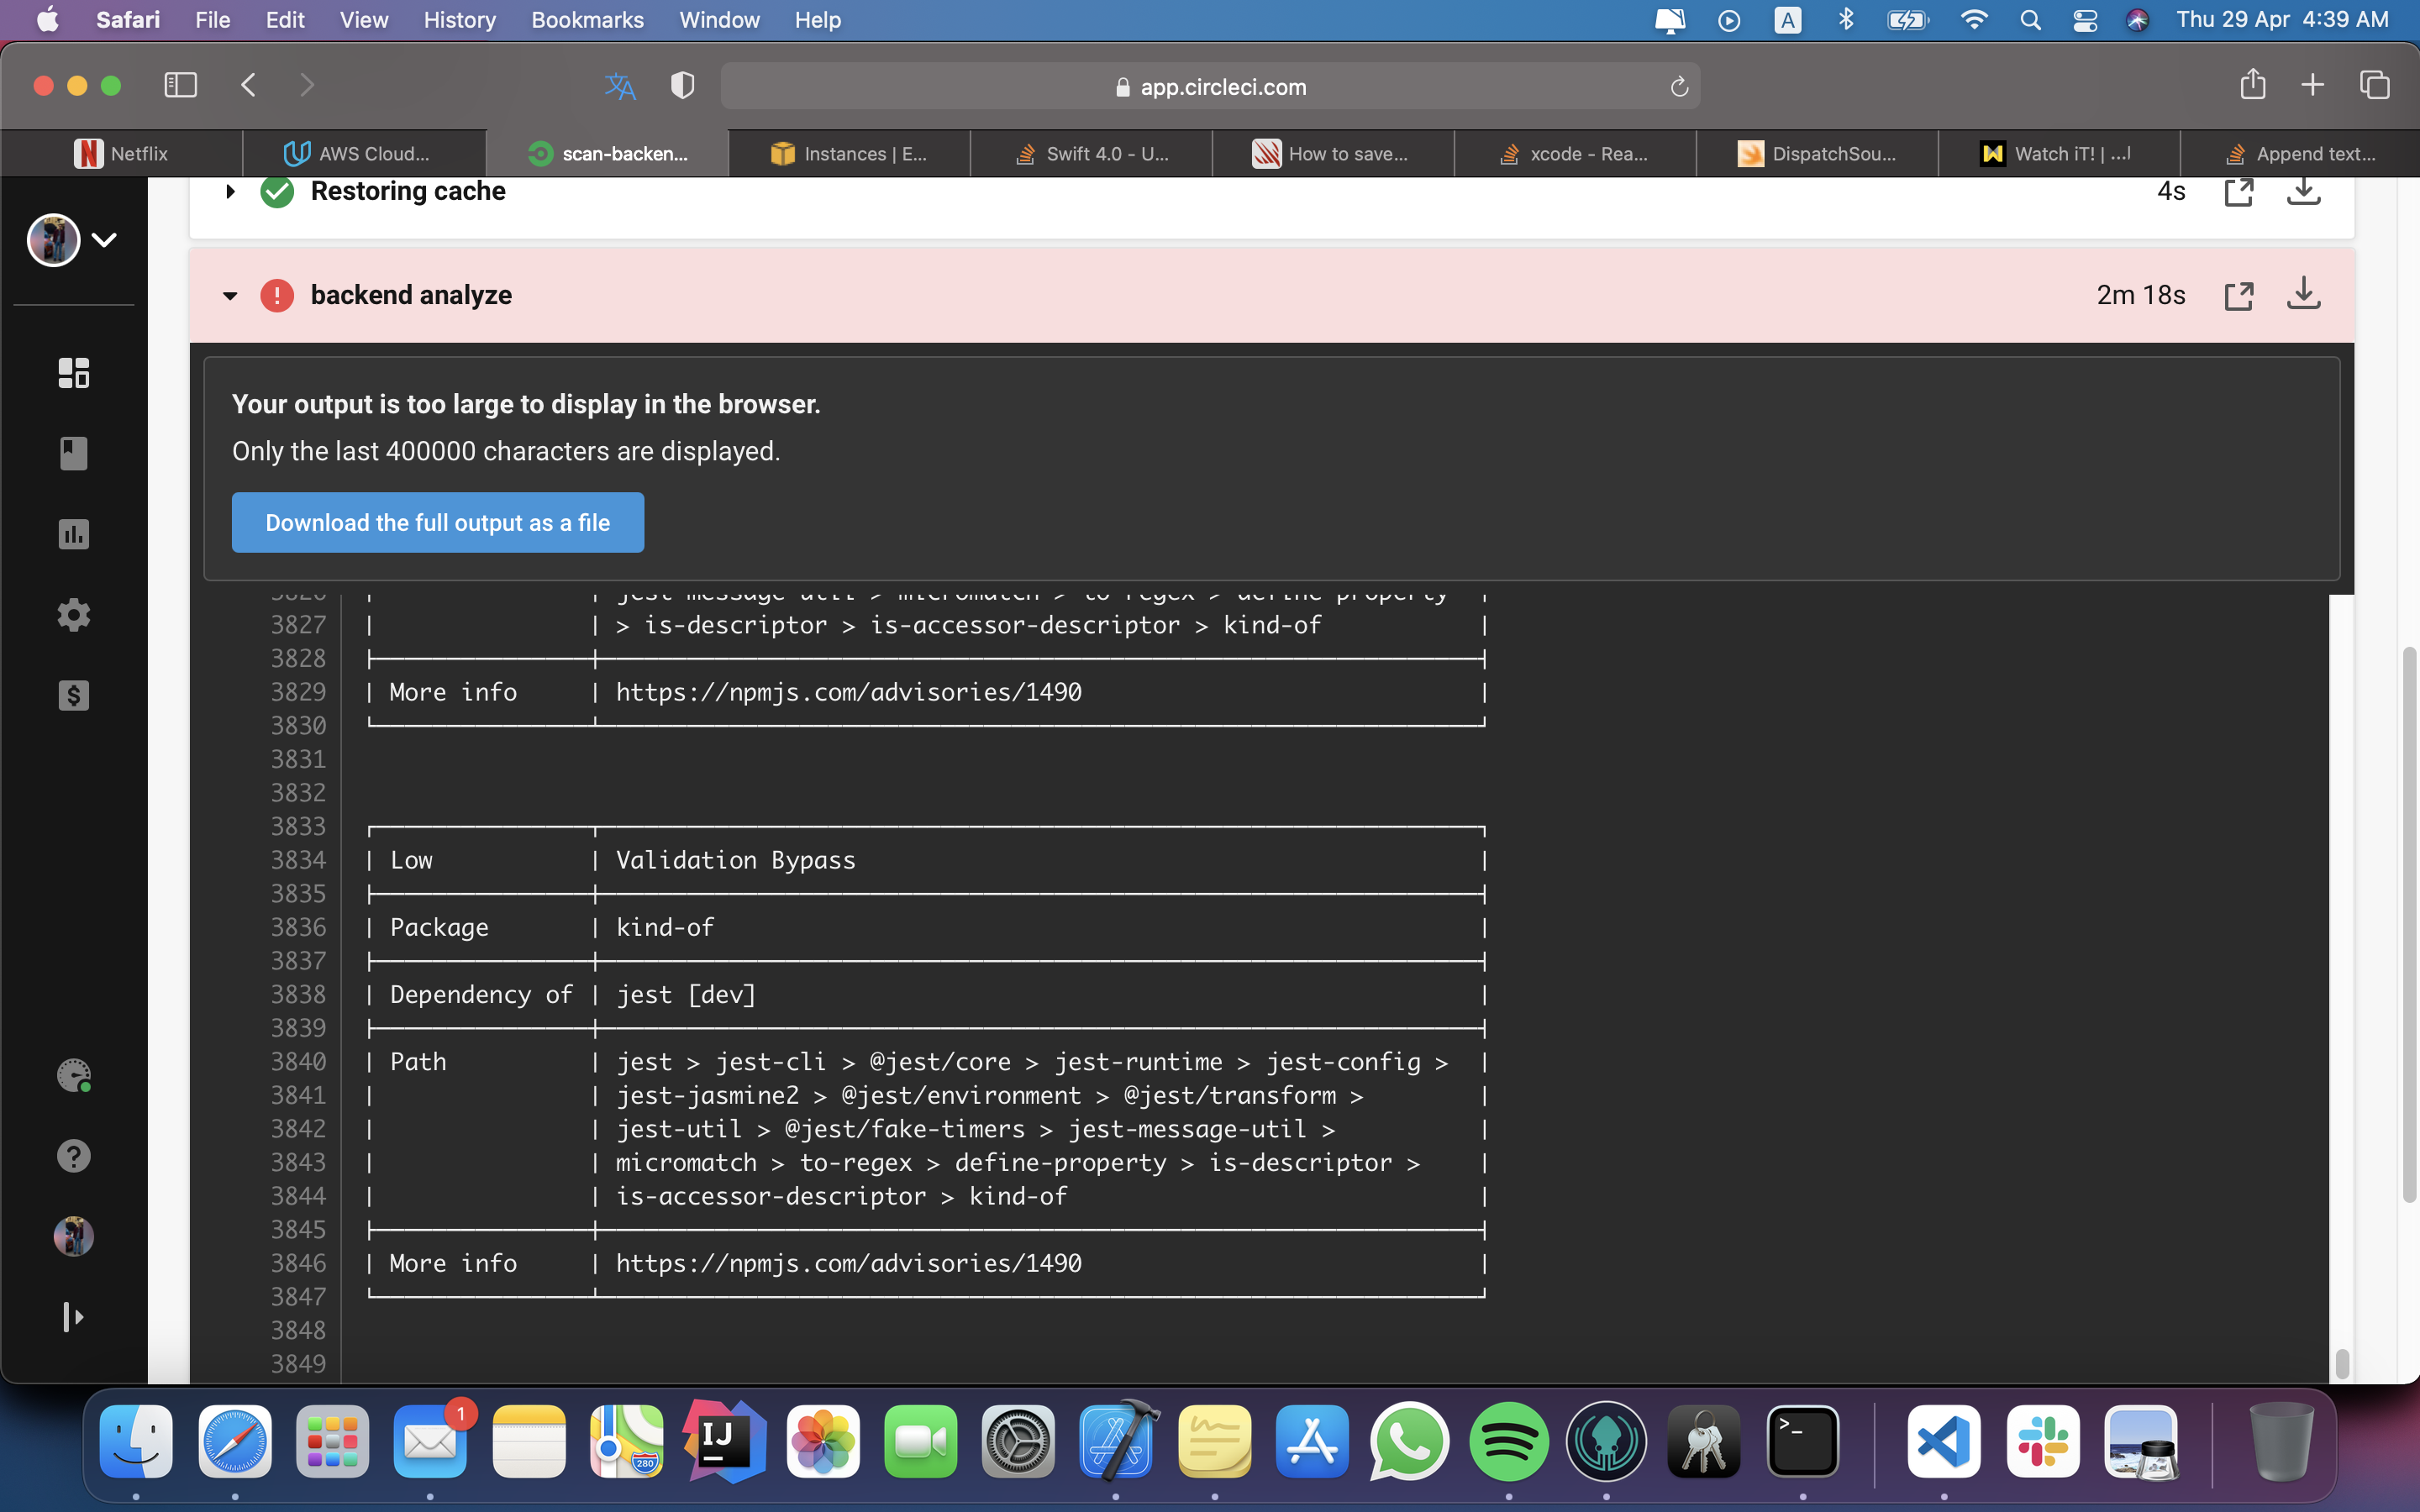 Safari File Edit View History Bookmarks Window Help A Thu 29 Apr 4:39 AM
app.circleci.com
Netflix
AWS Cloud...
scan-backen...
Instances | E...
Swift 4.0 - U...
How to save...
xcode - Rea...
DispatchSou...
Watch iT! | ...
Append text...
Restoring cache 4s
backend analyze 2m 18s
Your output is too large to display in the browser.
Only the last 400000 characters are displayed.
Download the full output as a file
3826 | | jest-message-util > micromatch > to-regex > define-property |
3827 | | > is-descriptor > is-accessor-descriptor > kind-of |
3828
3829 | More info | https://npmjs.com/advisories/1490 |
3830
3831
3832
3833
3834 | Low | Validation Bypass |
3835
3836 | Package | kind-of |
3837
3838 | Dependency of | jest [dev] |
3839
3840 | Path | jest > jest-cli > @jest/core > jest-runtime > jest-config > |
3841 | | jest-jasmine2 > @jest/environment > @jest/transform > |
3842 | | jest-util > @jest/fake-timers > jest-message-util > |
3843 | | micromatch > to-regex > define-property > is-descriptor > |
3844 | | is-accessor-descriptor > kind-of |
3845
3846 | More info | https://npmjs.com/advisories/1490 |
3847
3848
3849
1
IJ
280
>_